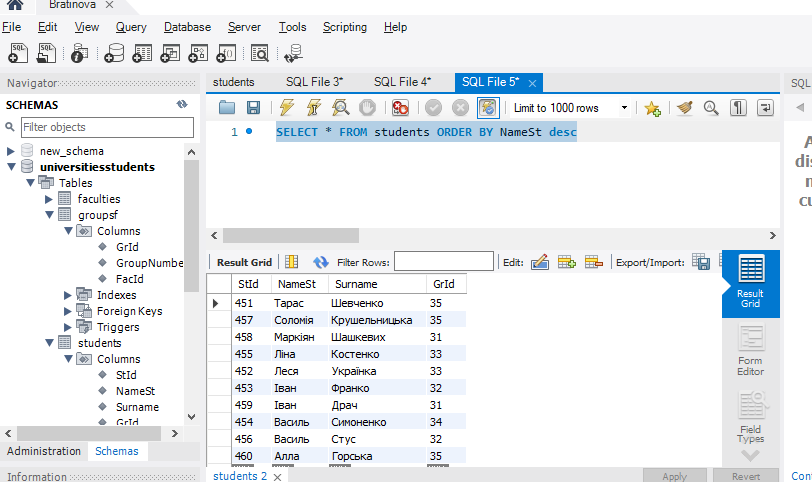 Bratinova ×
File Edit View Query Database Server Tools Scripting Help
Navigator
SCHEMAS
Filter objects
new_schema
universitiesstudents
Tables
faculties
groupsf
Columns
GrId
GroupNumbe
FacId
Indexes
Foreign Keys
Triggers
students
Columns
StId
NameSt
Surname
GrId
Administration Schemas
Information
students SQL File 3* SQL File 4* SQL File 5* ×
Limit to 1000 rows
1 SELECT * FROM students ORDER BY NameSt desc
Result Grid Filter Rows: Edit: Export/Import:
StId NameSt Surname GrId
451 Тарас Шевченко 35
457 Соломія Крушельницька 35
458 Маркіян Шашкевих 31
455 Ліна Костенко 33
452 Леся Українка 33
453 Іван Франко 32
459 Іван Драч 31
454 Василь Симоненко 34
456 Василь Стус 32
460 Алла Горська 35
Result Grid
Form Editor
Field Types
students 2 ×
Apply Revert
SQL
Cont